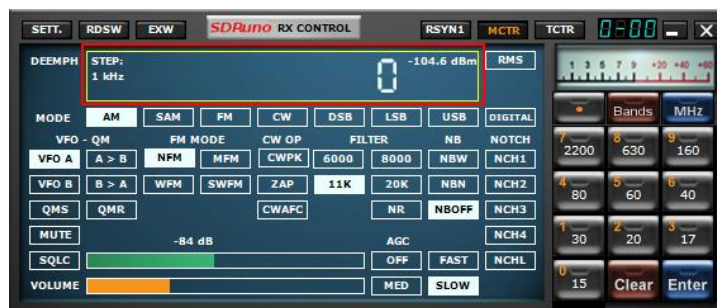 SETT. RDSW EXW SDRuno RX CONTROL RSYN1 MCTR TCTR 0-00
DEEMPH STEP: 0 -104.6 dBm RMS 1 3 5 7 9 +20 +40 +60
1 kHz
MODE AM SAM FM CW DSB LSB USB DIGITAL Bands MHz
VFO - QM FM MODE CW OP FILTER NB NOTCH
VFO A A > B NFM MFM CWPK 6000 8000 NBW NCH1 7 2200 8 630 9 160
VFO B B > A WFM SWFM ZAP 11K 20K NBN NCH2 4 80 5 60 6 40
QMS QMR CWAFC NR NBOFF NCH3
MUTE -84 dB AGC NCH4 1 30 2 20 3 17
SQLC OFF FAST NCHL
VOLUME MED SLOW 0 15 Clear Enter